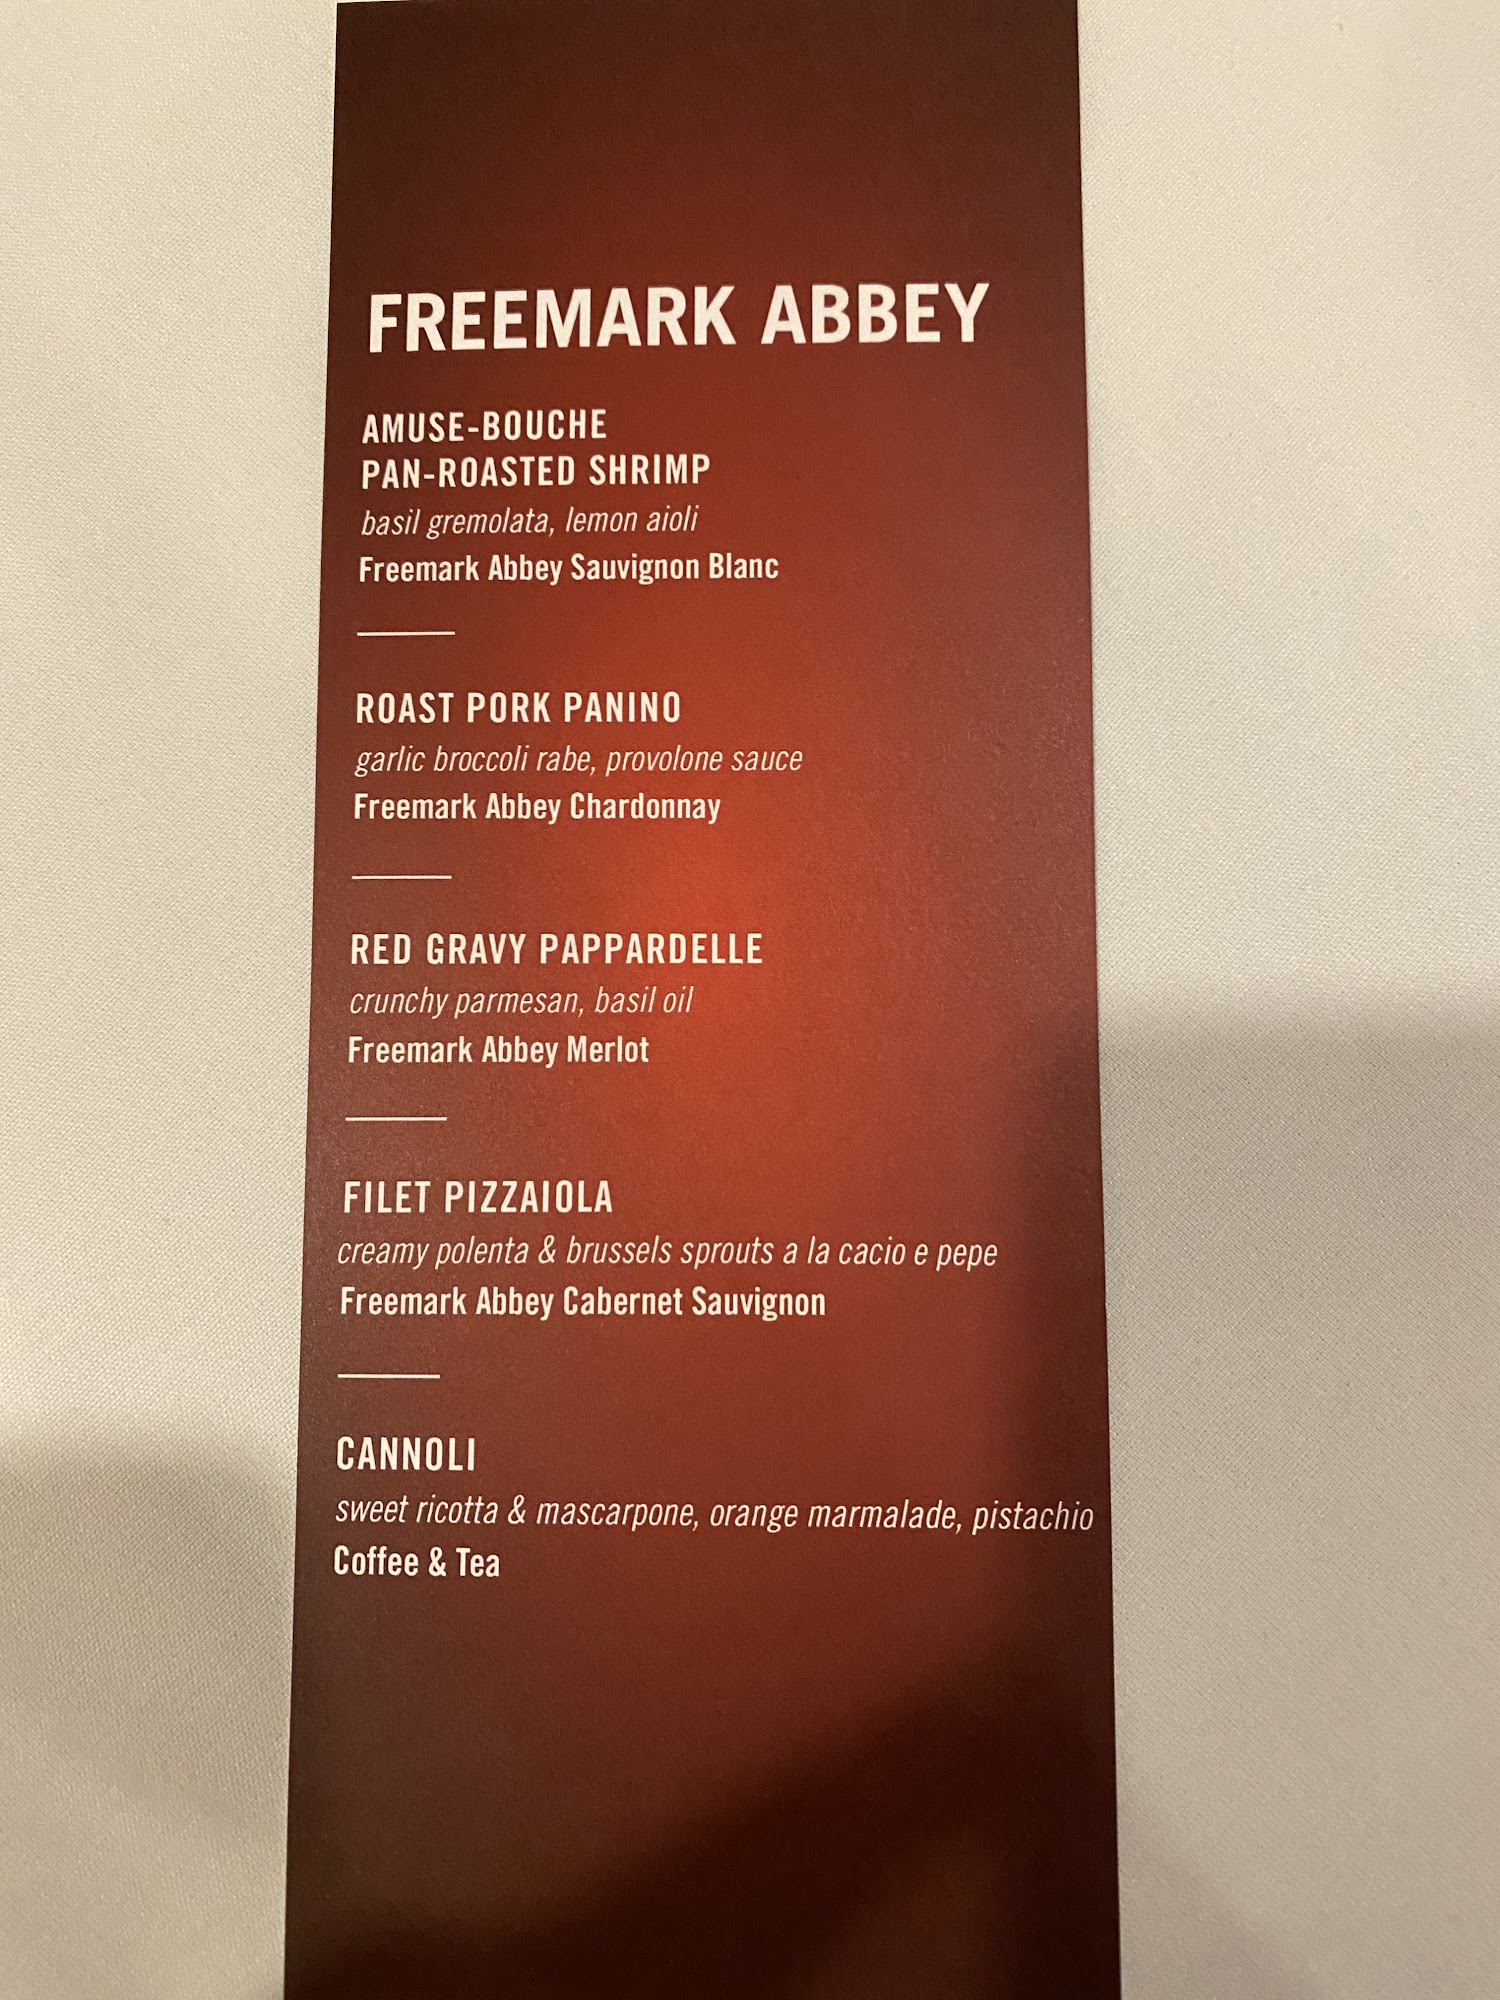 FREEMARK ABBEY
AMUSE-BOUCHE
PAN-ROASTED SHRIMP
basil gremolata, lemon aioli
Freemark Abbey Sauvignon Blanc
ROAST PORK PANINO
garlic broccoli rabe, provolone sauce
Freemark Abbey Chardonnay
RED GRAVY PAPPARDELLE
crunchy parmesan, basil oil
Freemark Abbey Merlot
FILET PIZZAIOLA
creamy polenta & brussels sprouts a la cacio e pepe
Freemark Abbey Cabernet Sauvignon
CANNOLI
sweet ricotta & mascarpone, orange marmalade, pistachio
Coffee & Tea